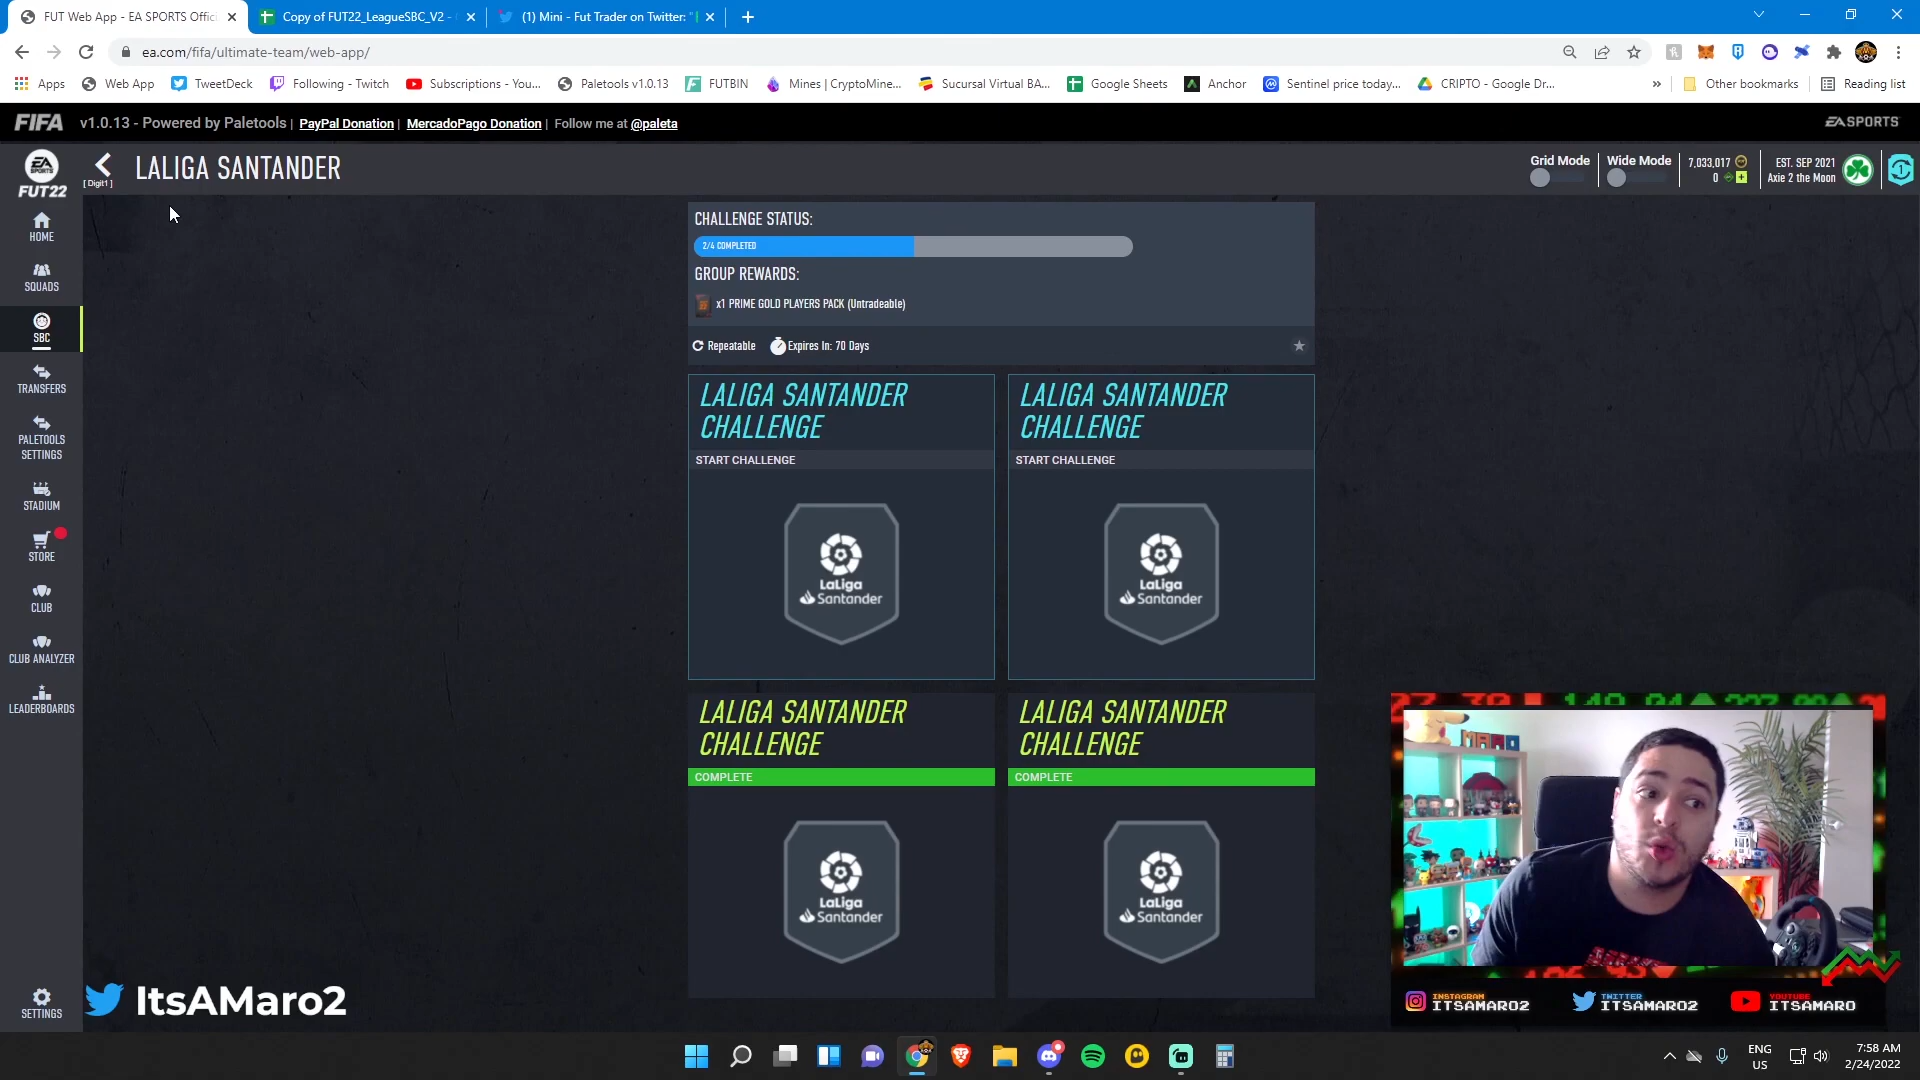 FUT Web App - EA SPORTS Offici
Copy of FUT22_LeagueSBC_V2 -
(1) Mini - Fut Trader on Twitter: "
ea.com/fifa/ultimate-team/web-app/
Apps
Web App
TweetDeck
Following - Twitch
Subscriptions - You...
Paletools v1.0.13
FUTBIN
Mines | CryptoMine...
Sucursal Virtual BA...
Google Sheets
Anchor
Sentinel price today...
CRIPTO - Google Dr...
»
Other bookmarks
Reading list
FIFA v1.0.13 - Powered by Paletools | PayPal Donation | MercadoPago Donation | Follow me at @paleta
EA SPORTS
EA SPORTS
FUT22
[ Digit1 ]
LALIGA SANTANDER
Grid Mode
Wide Mode
7,033,017
0
EST. SEP 2021
Axie 2 the Moon
1
HOME
SQUADS
SBC
TRANSFERS
PALETOOLS
SETTINGS
STADIUM
STORE
CLUB
CLUB ANALYZER
LEADERBOARDS
SETTINGS
CHALLENGE STATUS:
2/4 COMPLETED
GROUP REWARDS:
x1 PRIME GOLD PLAYERS PACK (Untradeable)
Repeatable
Expires In: 70 Days
LALIGA SANTANDER
CHALLENGE
START CHALLENGE
LaLiga
Santander
LALIGA SANTANDER
CHALLENGE
START CHALLENGE
LaLiga
Santander
LALIGA SANTANDER
CHALLENGE
COMPLETE
LaLiga
Santander
LALIGA SANTANDER
CHALLENGE
COMPLETE
LaLiga
Santander
ItsAMaro2
MARO
INSTAGRAM
ITSAMARO2
TWITTER
ITSAMARO2
YOUTUBE
ITSAMARO
ENG
US
7:58 AM
2/24/2022